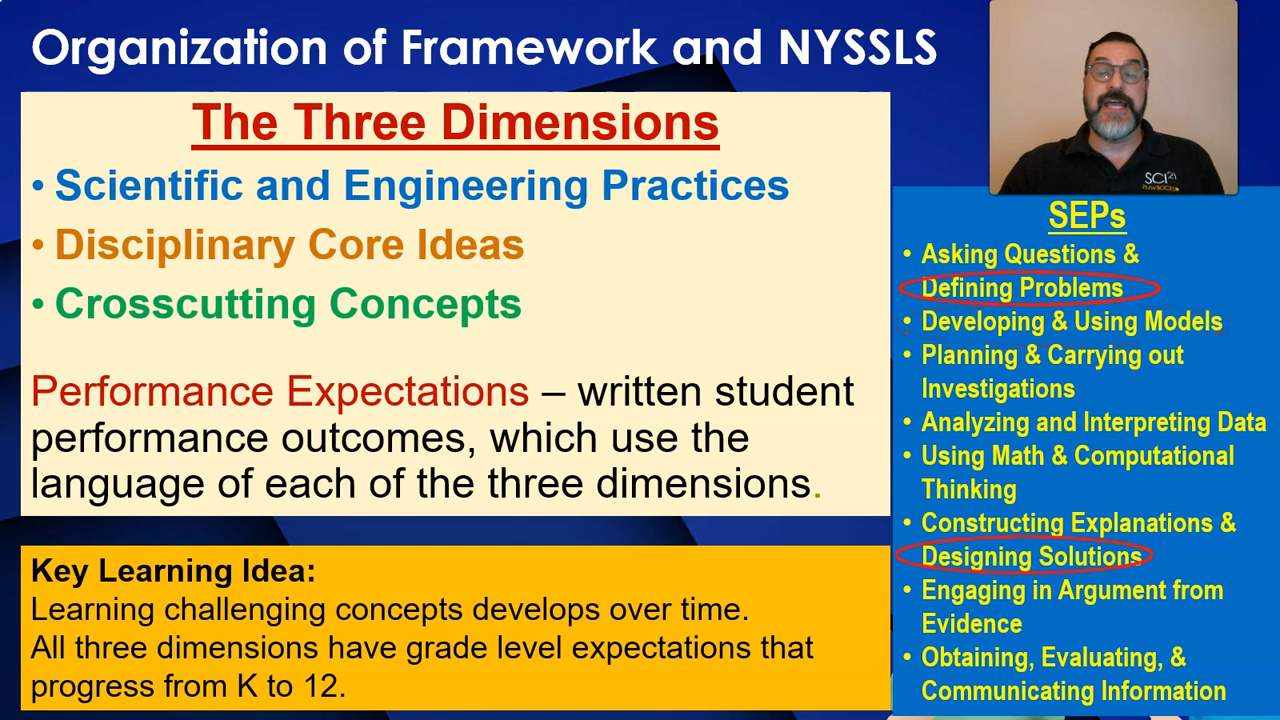 Organization of Framework and NYSSLS
The Three Dimensions
• Scientific and Engineering Practices
• Disciplinary Core Ideas
• Crosscutting Concepts
Performance Expectations – written student
performance outcomes, which use the
language of each of the three dimensions.
Key Learning Idea:
Learning challenging concepts develops over time.
All three dimensions have grade level expectations that
progress from K to 12.
SCI21
PNW BOCES
SEPs
• Asking Questions &
Defining Problems
• Developing & Using Models
• Planning & Carrying out
Investigations
• Analyzing and Interpreting Data
• Using Math & Computational
Thinking
• Constructing Explanations &
Designing Solutions
• Engaging in Argument from
Evidence
• Obtaining, Evaluating, &
Communicating Information